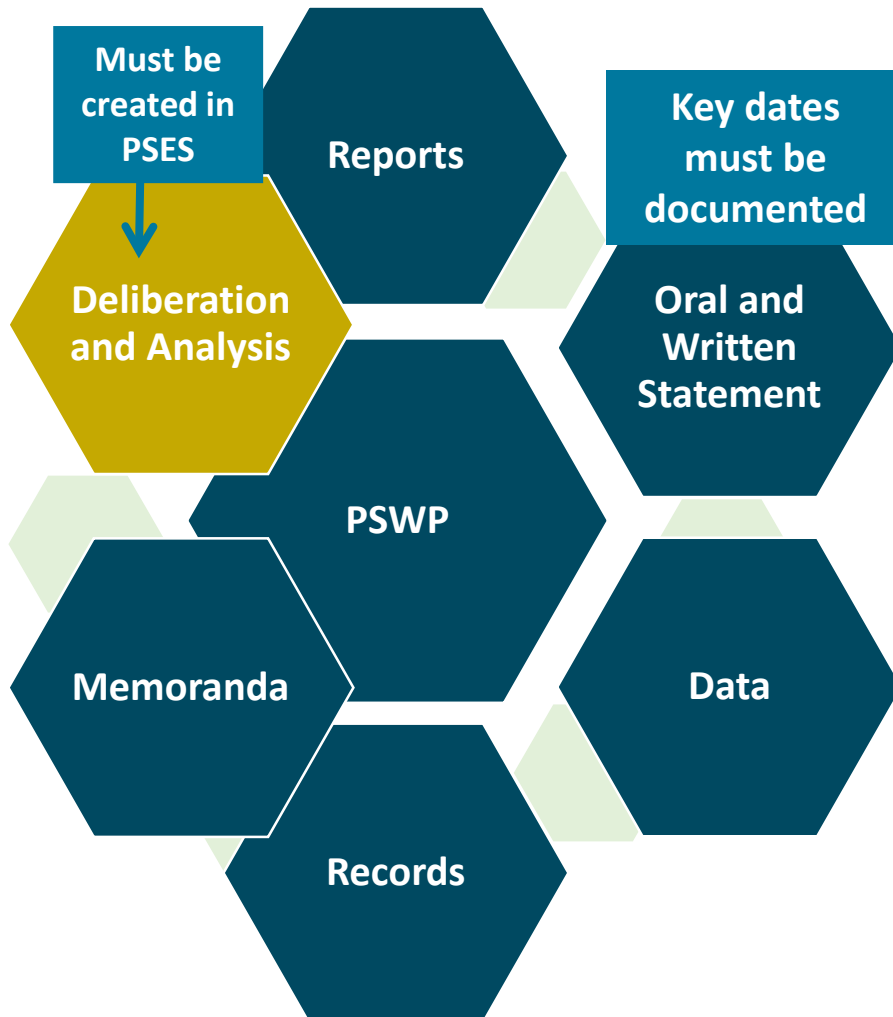 Must be
created in
PSES
Reports
Key dates
must be
documented
Deliberation
and Analysis
Oral and
Written
Statement
PSWP
Memoranda
Data
Records